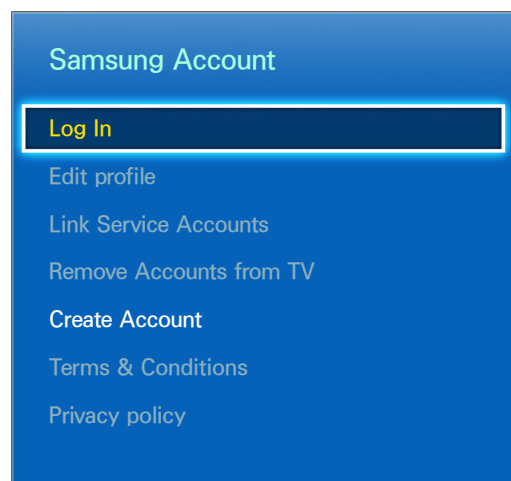 Samsung Account
Log In
Edit profile
Link Service Accounts
Remove Accounts from TV
Create Account
Terms & Conditions
Privacy policy